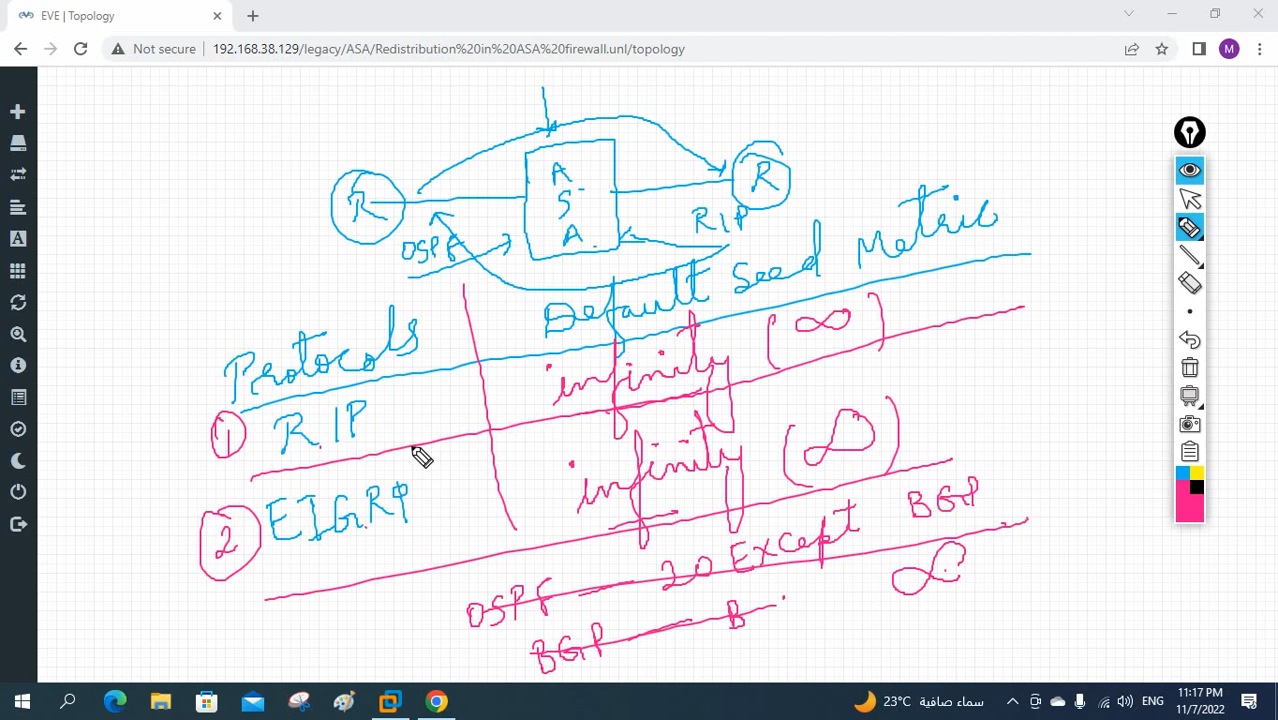 EVE | Topology
Not secure
192.168.38.129/legacy/ASA/Redistribution%20in%20ASA%20firewall.unl/topology
M
R
A
S
A
R
OSPF
RIP
Default Seed Metric
Protocols
infinity (∞)
1 RIP
infinity (∞)
2 EIGRP
OSPF 20 Except BGP
∞
BGP
A
23°C سماء صافية
ENG
11:17 PM
11/7/2022